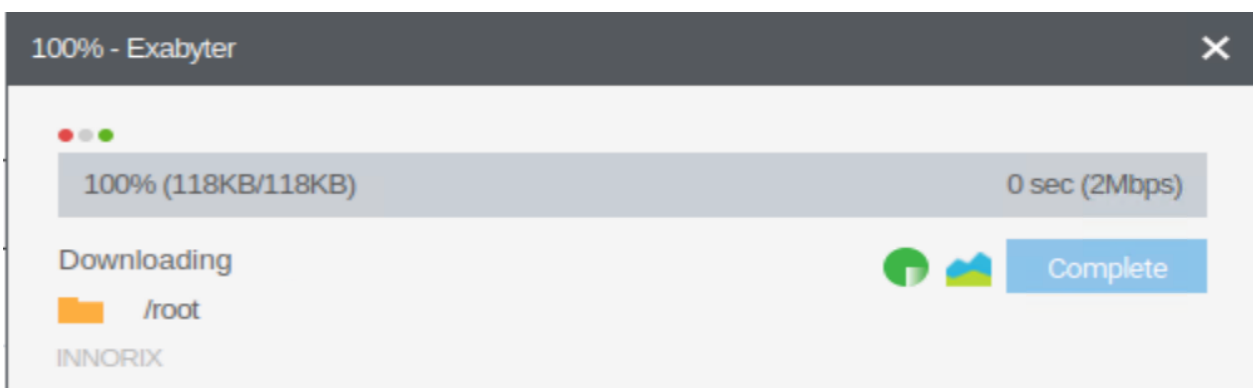 100% - Exabyter
100% (118KB/118KB) 0 sec (2Mbps)
Downloading
Complete
/root
INNORIX